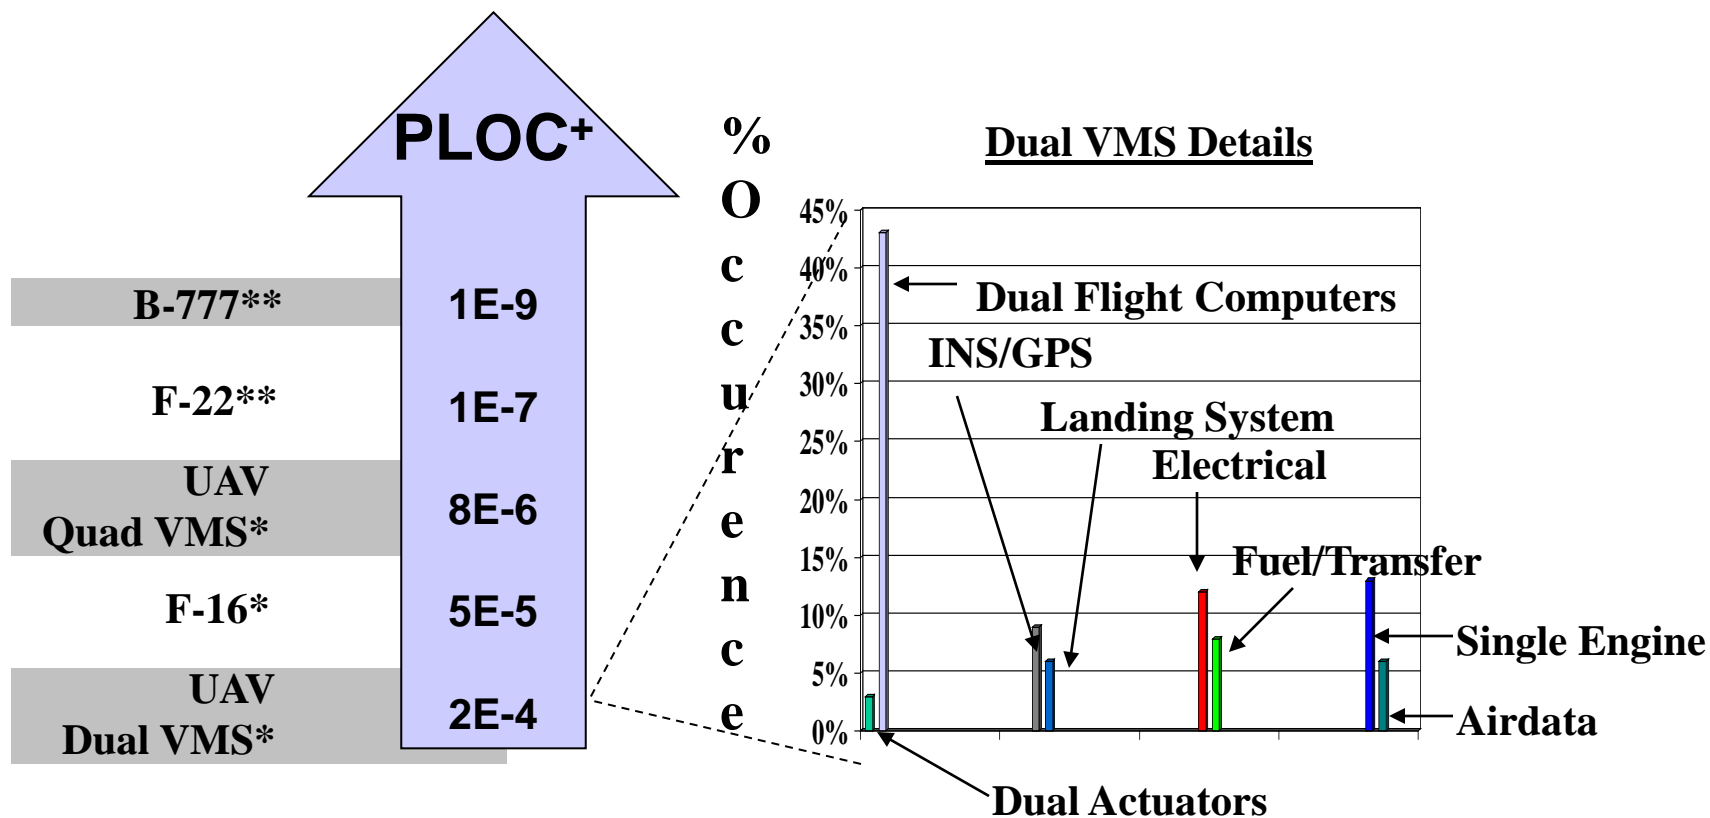 PLOC+
B-777** 1E-9
F-22** 1E-7
UAV
Quad VMS* 8E-6
F-16* 5E-5
UAV
Dual VMS* 2E-4
% Occurence
Dual VMS Details
45%
40%
35%
30%
25%
20%
15%
10%
5%
0%
Dual Flight Computers
INS/GPS
Landing System
Electrical
Fuel/Transfer
Single Engine
Airdata
Dual Actuators